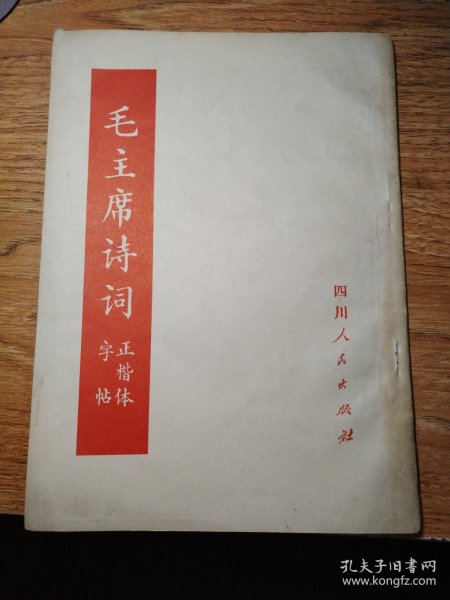 毛主席诗词
正楷体
字帖
四川人民出版社
孔夫子旧书网
www.kongfz.com